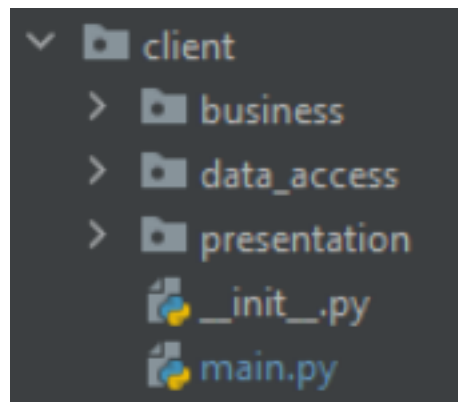 client
business
data_access
presentation
__init__.py
main.py